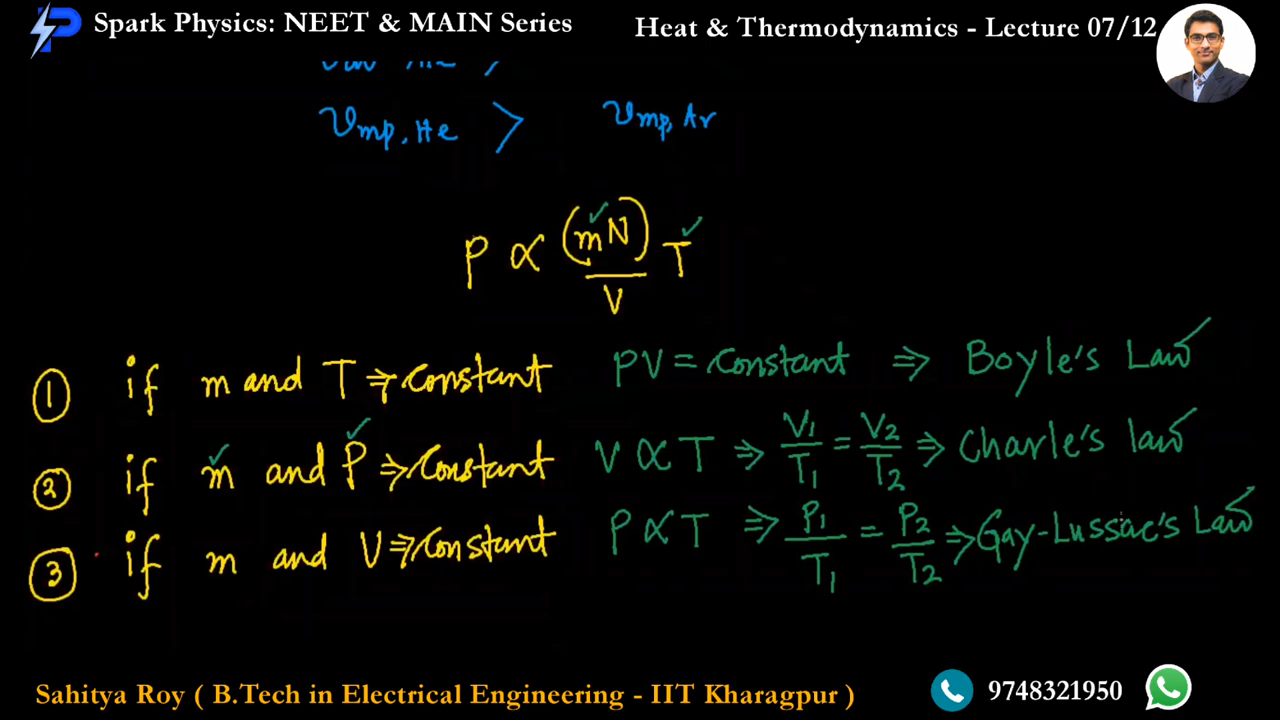 Spark Physics: NEET & MAIN Series
Heat & Thermodynamics - Lecture 07/12
Vmp, He > Vmp, Ar
P ∝ (mN)/V T
① if m and T ⇒ Constant PV = Constant ⇒ Boyle's Law
② if m and P ⇒ Constant V ∝ T ⇒ V1/T1 = V2/T2 ⇒ Charle's law
③ if m and V ⇒ Constant P ∝ T ⇒ P1/T1 = P2/T2 ⇒ Gay-Lussac's Law
Sahitya Roy ( B.Tech in Electrical Engineering - IIT Kharagpur )
9748321950